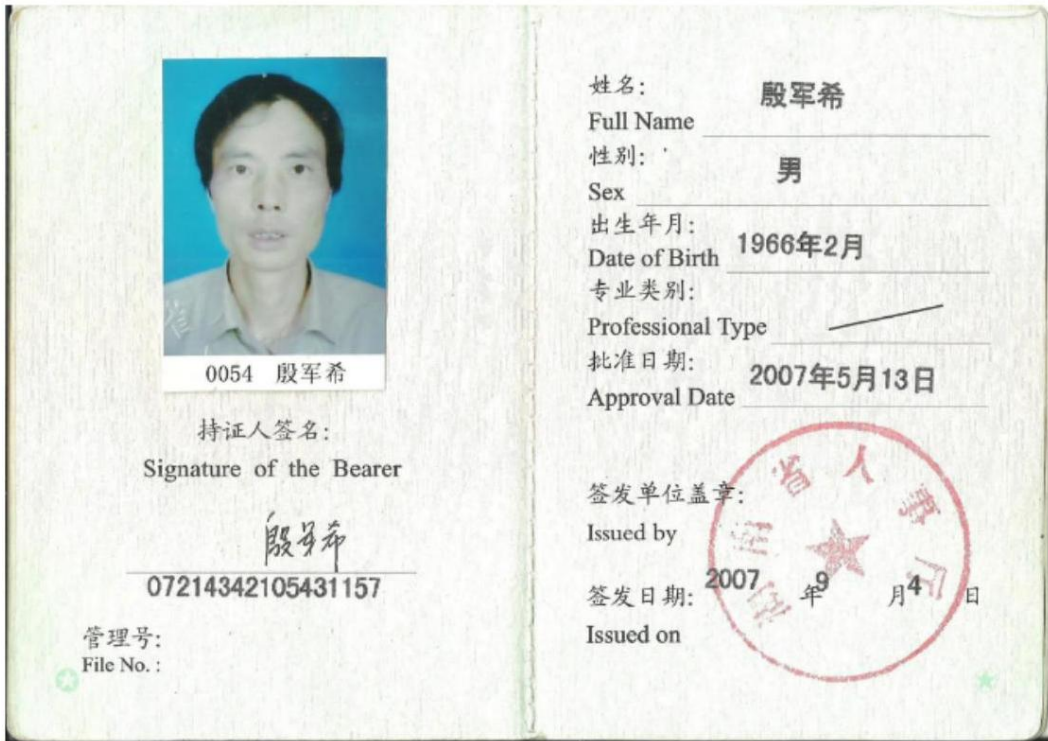 0054 殷军希
持证人签名:
Signature of the Bearer
殷军希
07214342105431157
管理号:
File No. :
姓名:
殷军希
Full Name
性别:
男
Sex
出生年月:
1966年2月
Date of Birth
专业类别:
Professional Type
批准日期:
2007年5月13日
Approval Date
签发单位盖章:
Issued by
湖南省人事厅
签发日期: 2007 年 9 月 4 日
Issued on